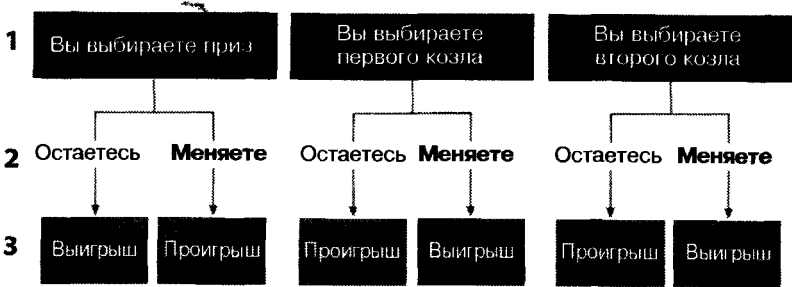 1 Вы выбираете приз
Вы выбираете
первого козла
Вы выбираете
второго козла
2 Остаетесь Меняете Остаетесь Меняете Остаетесь Меняете
3 Выигрыш Проигрыш Проигрыш Выигрыш Проигрыш Выигрыш